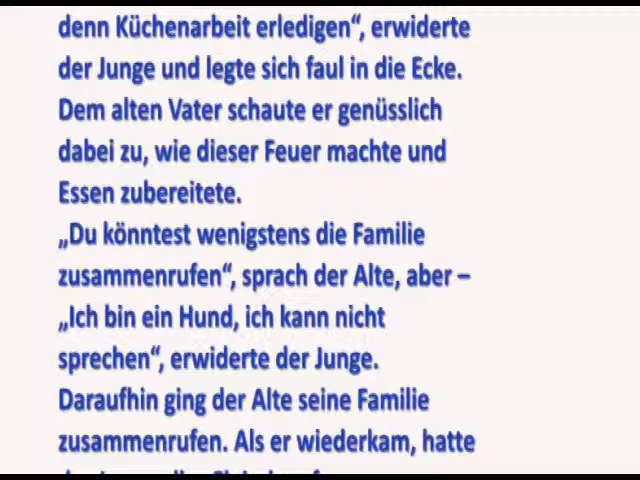 denn Küchenarbeit erledigen“, erwiderte
der Junge und legte sich faul in die Ecke.
Dem alten Vater schaute er genüsslich
dabei zu, wie dieser Feuer machte und
Essen zubereitete.
„Du könntest wenigstens die Familie
zusammenrufen“, sprach der Alte, aber –
„Ich bin ein Hund, ich kann nicht
sprechen“, erwiderte der Junge.
Daraufhin ging der Alte seine Familie
zusammenrufen. Als er wiederkam, hatte